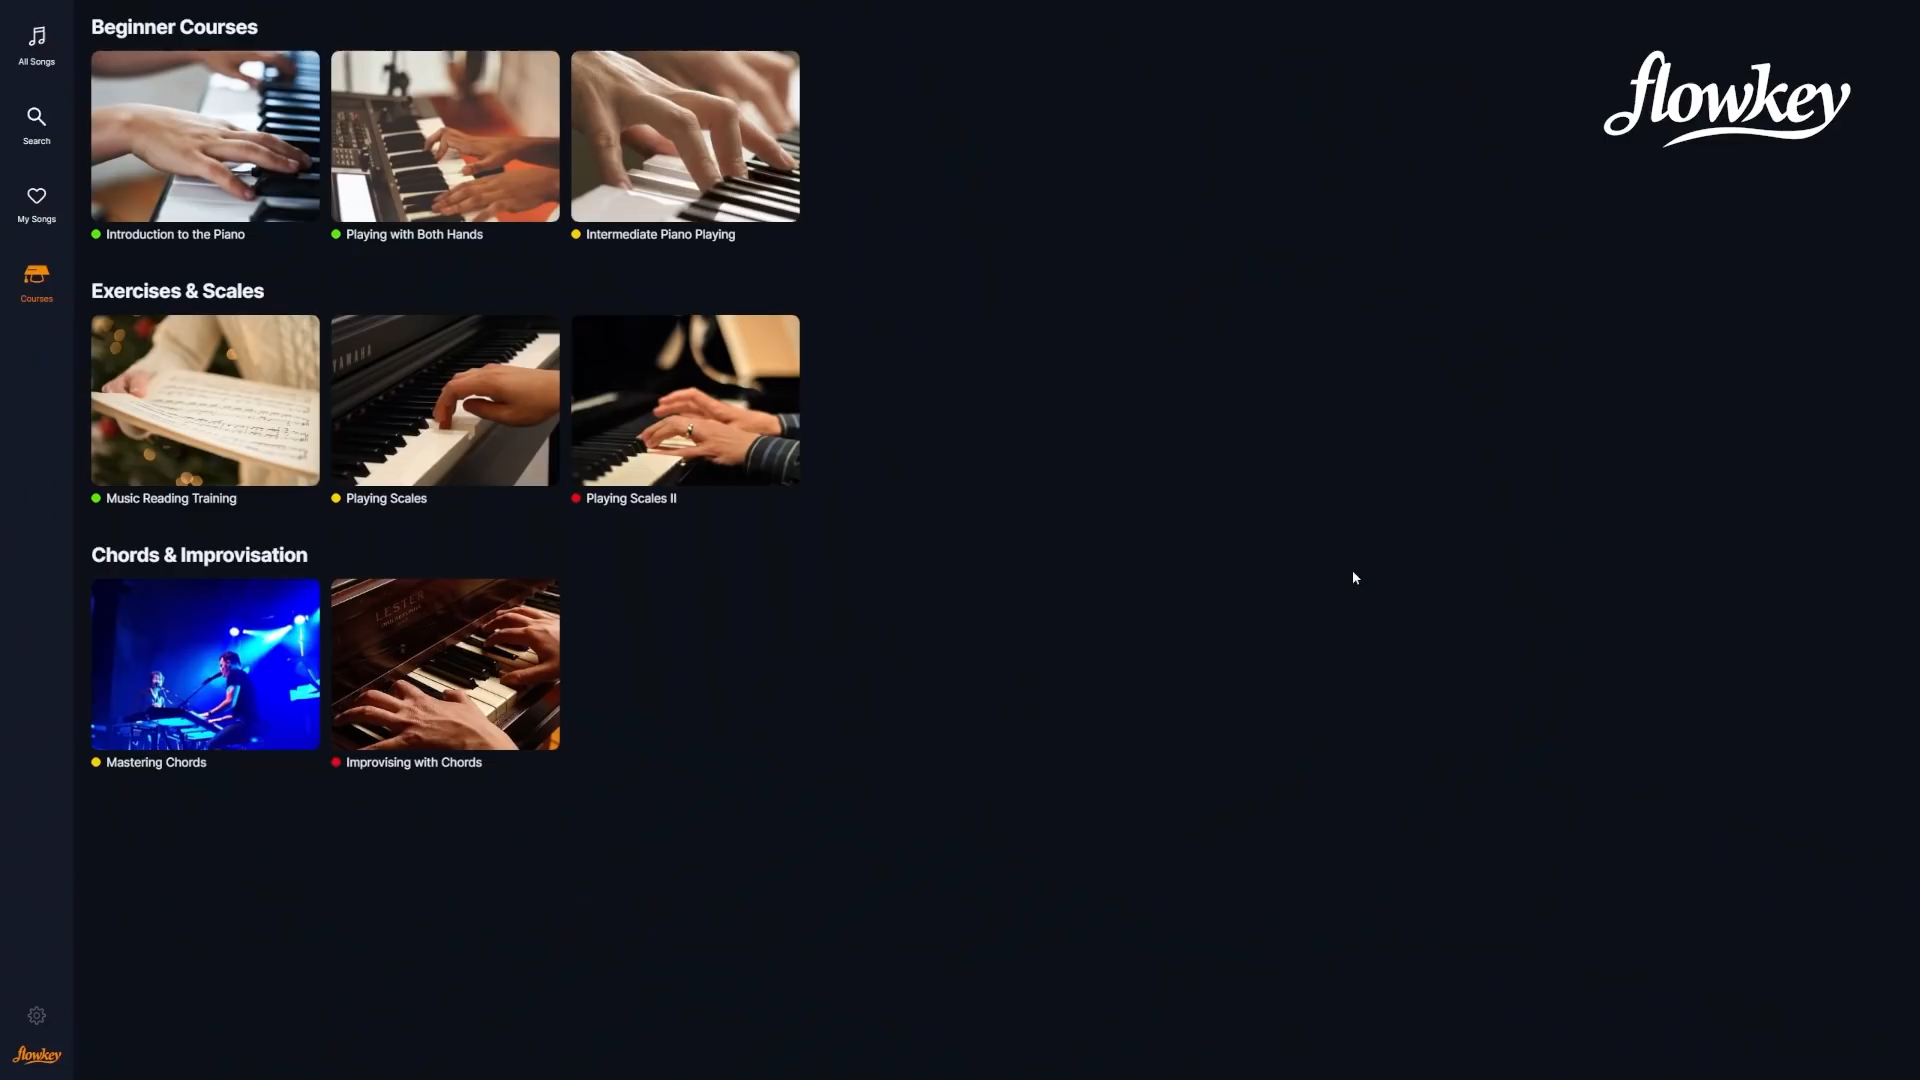 All Songs
Search
My Songs
Courses
flowkey
Beginner Courses
Introduction to the Piano
Playing with Both Hands
Intermediate Piano Playing
Exercises & Scales
YAMAHA
Music Reading Training
Playing Scales
Playing Scales II
Chords & Improvisation
LESTER
Mastering Chords
Improvising with Chords
flowkey